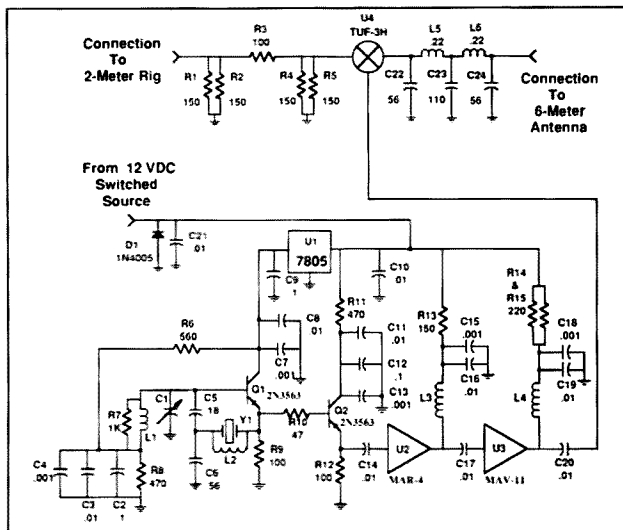 U4
TUF-3H
Connection
To
2-Meter Rig
R3
100
L5
.22
L6
.22
R1
150
R2
150
R4
150
R5
150
C22
56
C23
110
C24
56
Connection
To
6-Meter
Antenna
From 12 VDC
Switched
Source
D1
1N4005
C21
.01
U1
7805
C9
.1
C10
.01
R11
470
R13
150
R14
&
R15
220
C8
.01
C7
.001
C11
.01
C12
.1
C13
.001
C15
.001
C16
.01
C18
.001
C19
.01
R6
560
Q1
2N3563
Q2
2N3563
L3
L4
R7
1K
L1
C1
C5
18
Y1
L2
R10
47
R9
100
C4
.001
C3
.01
C2
.1
R8
470
C6
56
R12
100
C14
.01
U2
MAR-4
C17
.01
U3
MAV-11
C20
.01